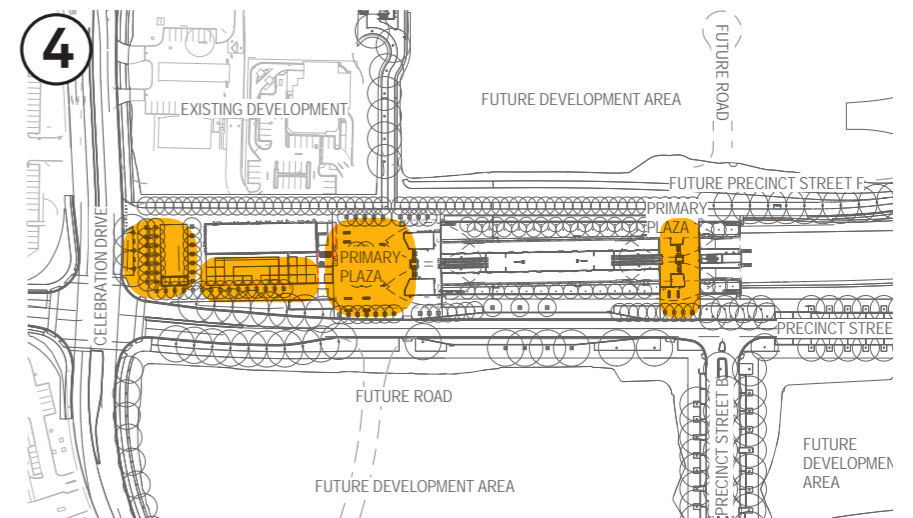 4
EXISTING DEVELOPMENT
FUTURE DEVELOPMENT AREA
FUTURE ROAD
FUTURE PRECINCT STREET F
PRIMARY
PLAZA
CELEBRATION DRIVE
PRIMARY
PLAZA
PRECINCT STREE
FUTURE ROAD
PRECINCT STREET B
FUTURE DEVELOPMENT AREA
FUTURE
DEVELOPMEN
AREA